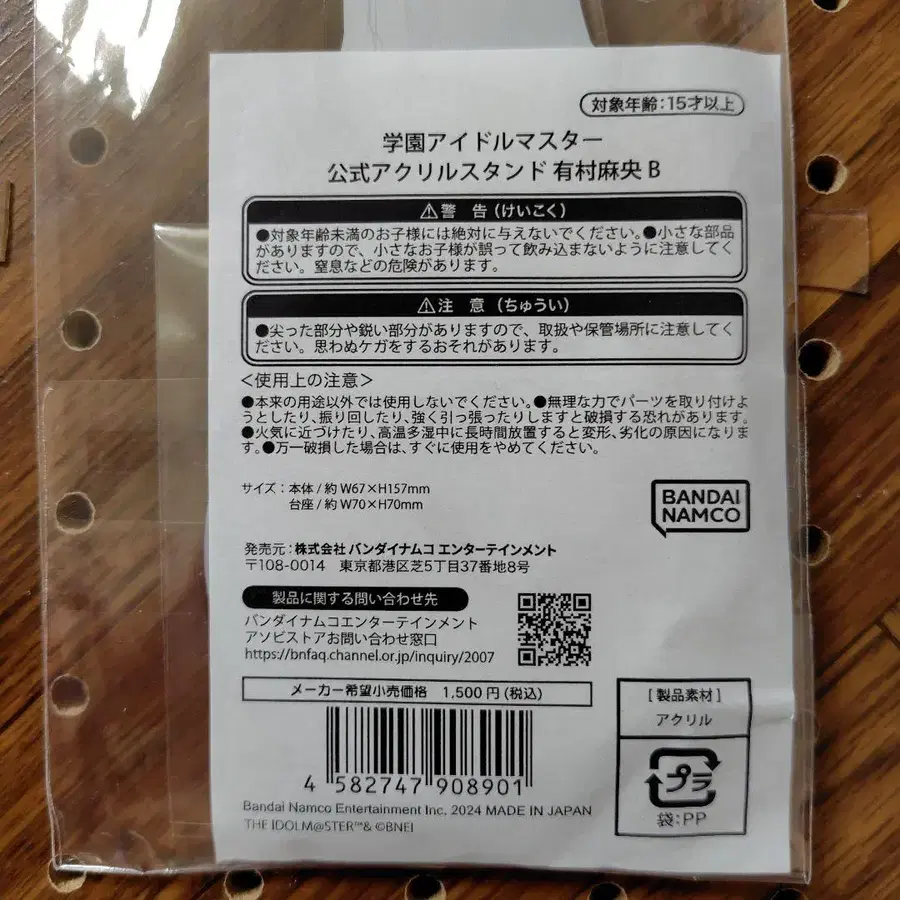 対象年齢:15才以上
学園アイドルマスター
公式アクリルスタンド 有村麻央 B
⚠警 告(けいこく)
●対象年齢未満のお子様には絶対に与えないでください。●小さな部品
がありますので、小さなお子様が誤って飲み込まないように注意してく
ださい。窒息などの危険があります。
⚠注 意(ちゅうい)
●尖った部分や鋭い部分がありますので、取扱や保管場所に注意してく
ださい。思わぬケガをするおそれがあります。
<使用上の注意>
●本来の用途以外では使用しないでください。●無理な力でパーツを取り付けよ
うとしたり、振り回したり、強く引っ張ったりしますと破損する恐れがあります。
●火気に近づけたり、高温多湿中に長時間放置すると変形、劣化の原因になりま
す。●万一破損した場合は、すぐに使用をやめてください。
サイズ:本体/約 W67×H157mm
台座/約 W70×H70mm
BANDAI
NAMCO
発売元:株式会社 バンダイナムコ エンターテインメント
〒108-0014 東京都港区芝5丁目37番地8号
製品に関する問い合わせ先
バンダイナムコエンターテインメント
アソビストアお問い合わせ窓口
https://bnfaq.channel.or.jp/inquiry/2007
メーカー希望小売価格 1,500円(税込)
[製品素材]
アクリル
プラ
袋:PP
4 582747 908901
Bandai Namco Entertainment Inc. 2024 MADE IN JAPAN
THE IDOLM@STER™& ©BNEI